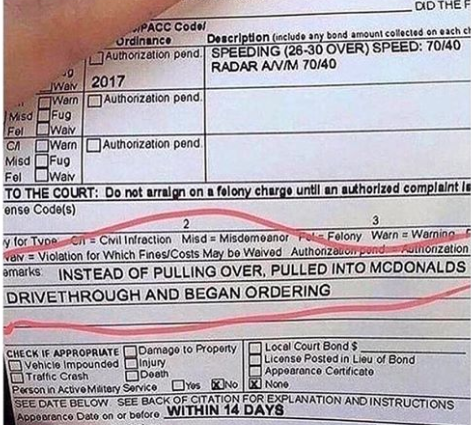 DID THE F
/PACC Code/
Ordinance
Description (include any bond amount collected on each ch
Authorization pend. SPEEDING (26-30 OVER) SPEED: 70/40
RADAR A/V/M 70/40
Waiv 2017
Warn Authorization pend.
Misd Fug
Fel Waiv
C/I Warn Authorization pend.
Misd Fug
Fel Waiv
TO THE COURT: Do not arraign on a felony charge until an authorized complaint is
ense Code(s)
2 3
y for Type C/I = Civil Infraction Misd = Misdemeanor Fel = Felony Warn = Warning
Waiv = Violation for Which Fines/Costs May be Waived Authorization pend. = Authorization
emarks: INSTEAD OF PULLING OVER, PULLED INTO MCDONALDS
DRIVETHROUGH AND BEGAN ORDERING
CHECK IF APPROPRIATE Damage to Property Local Court Bond $
Vehicle Impounded Injury License Posted in Lieu of Bond
Traffic Crash Death Appearance Certificate
Person in Active Military Service Yes X No X None
SEE DATE BELOW. SEE BACK OF CITATION FOR EXPLANATION AND INSTRUCTIONS
Appearance Date on or before WITHIN 14 DAYS